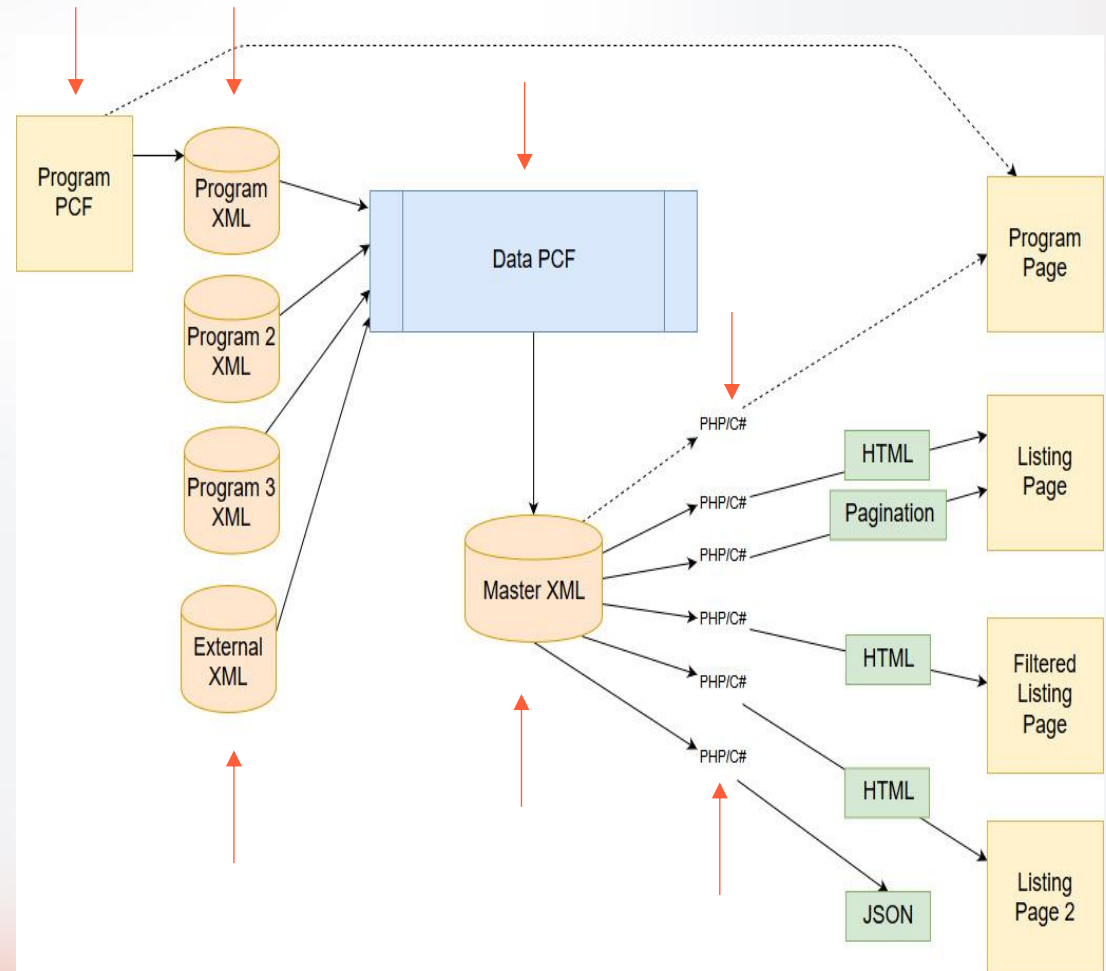 Program
PCF
Program
XML
Program 2
XML
Program 3
XML
External
XML
Data PCF
Master XML
PHP/C#
PHP/C#
PHP/C#
PHP/C#
PHP/C#
PHP/C#
HTML
Pagination
HTML
HTML
JSON
Program
Page
Listing
Page
Filtered
Listing
Page
Listing
Page 2